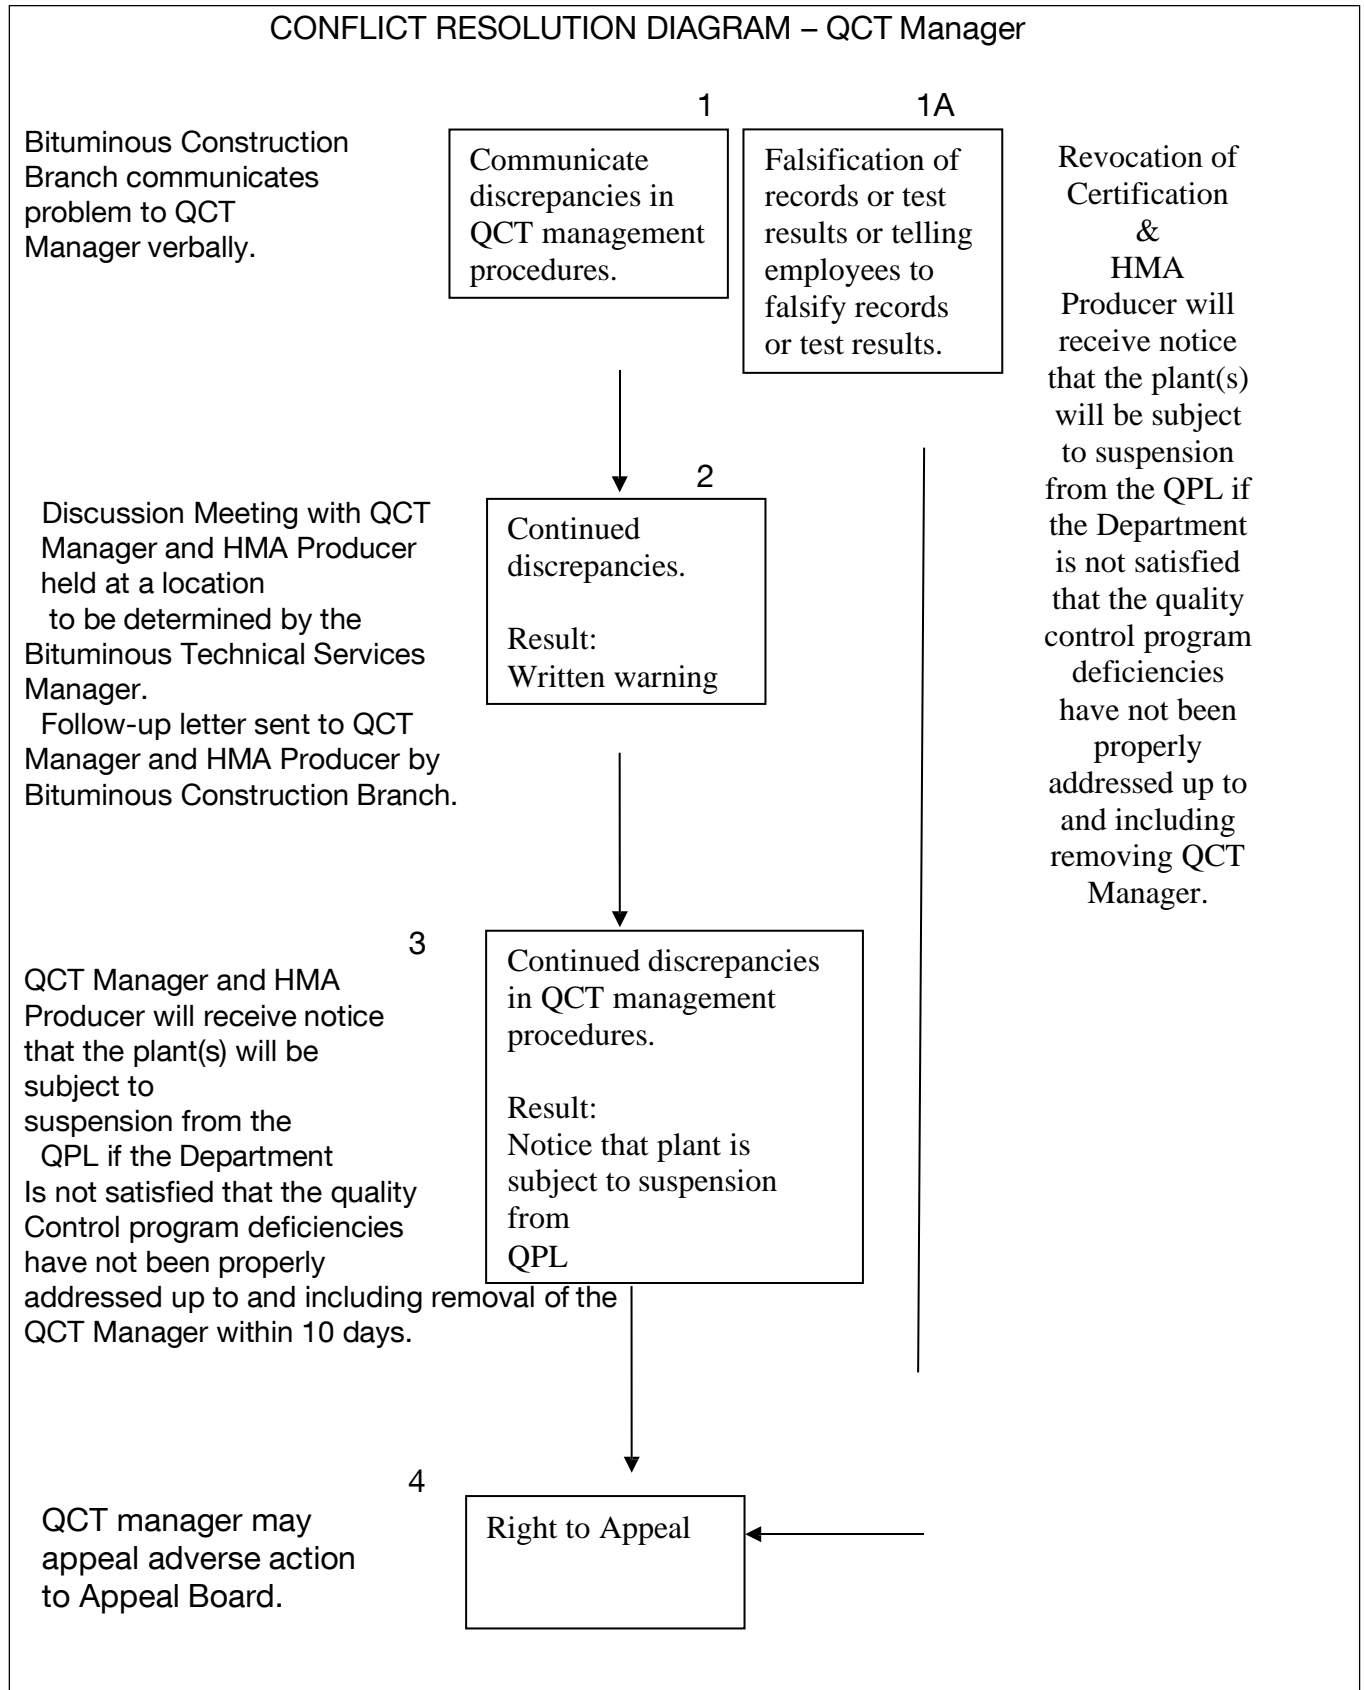 CONFLICT RESOLUTION DIAGRAM – QCT Manager
1
1A
Bituminous Construction
Branch communicates
problem to QCT
Manager verbally.
Communicate
discrepancies in
QCT management
procedures.
Falsification of
records or test
results or telling
employees to
falsify records
or test results.
Revocation of
Certification
&
HMA
Producer will
receive notice
that the plant(s)
will be subject
to suspension
from the QPL if
the Department
is not satisfied
that the quality
control program
deficiencies
have not been
properly
addressed up to
and including
removing QCT
Manager.
2
Discussion Meeting with QCT
Manager and HMA Producer
held at a location
to be determined by the
Bituminous Technical Services
Manager.
Follow-up letter sent to QCT
Manager and HMA Producer by
Bituminous Construction Branch.
Continued
discrepancies.
Result:
Written warning
3
QCT Manager and HMA
Producer will receive notice
that the plant(s) will be
subject to
suspension from the
QPL if the Department
Is not satisfied that the quality
Control program deficiencies
have not been properly
addressed up to and including removal of the
QCT Manager within 10 days.
Continued discrepancies
in QCT management
procedures.
Result:
Notice that plant is
subject to suspension
from
QPL
4
QCT manager may
appeal adverse action
to Appeal Board.
Right to Appeal